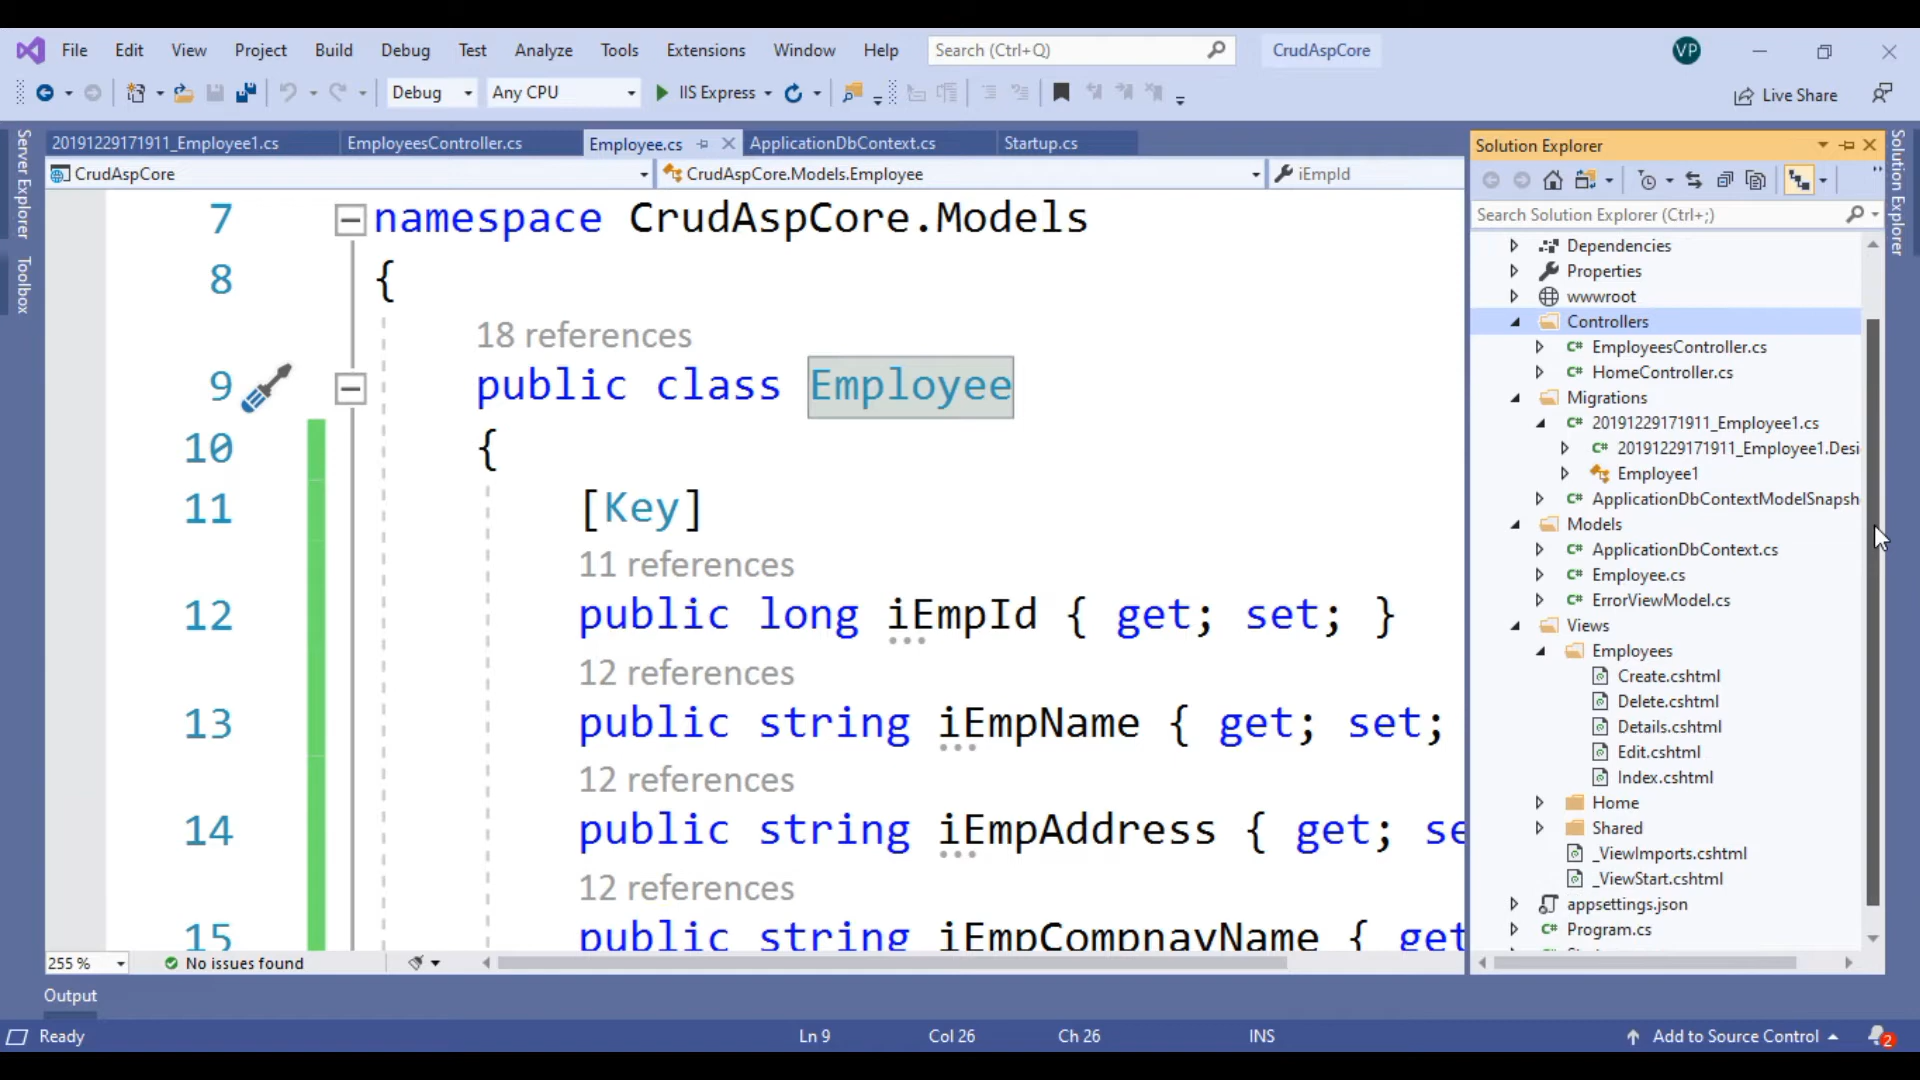 File Edit View Project Build Debug Test Analyze Tools Extensions Window Help Search (Ctrl+Q) CrudAspCore VP
Debug Any CPU IIS Express Live Share
Server Explorer
Toolbox
20191229171911_Employee1.cs EmployeesController.cs Employee.cs ApplicationDbContext.cs Startup.cs
CrudAspCore CrudAspCore.Models.Employee iEmpId
7 namespace CrudAspCore.Models
8 {
18 references
9 public class Employee
10 {
11 [Key]
11 references
12 public long iEmpId { get; set; }
12 references
13 public string iEmpName { get; set;
12 references
14 public string iEmpAddress { get; se
12 references
15 public string iEmpCompnayName { get
255 % No issues found
Solution Explorer
Search Solution Explorer (Ctrl+;)
Dependencies
Properties
wwwroot
Controllers
C# EmployeesController.cs
C# HomeController.cs
Migrations
C# 20191229171911_Employee1.cs
C# 20191229171911_Employee1.Desi
Employee1
C# ApplicationDbContextModelSnapsh
Models
C# ApplicationDbContext.cs
C# Employee.cs
C# ErrorViewModel.cs
Views
Employees
Create.cshtml
Delete.cshtml
Details.cshtml
Edit.cshtml
Index.cshtml
Home
Shared
_ViewImports.cshtml
_ViewStart.cshtml
appsettings.json
C# Program.cs
Solution Explorer
Output
Ready Ln 9 Col 26 Ch 26 INS Add to Source Control 2